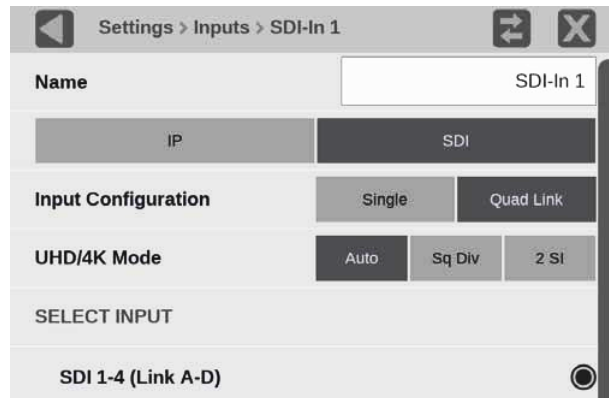 Settings > Inputs > SDI-In 1
Name SDI-In 1
IP SDI
Input Configuration Single Quad Link
UHD/4K Mode Auto Sq Div 2 SI
SELECT INPUT
SDI 1-4 (Link A-D)